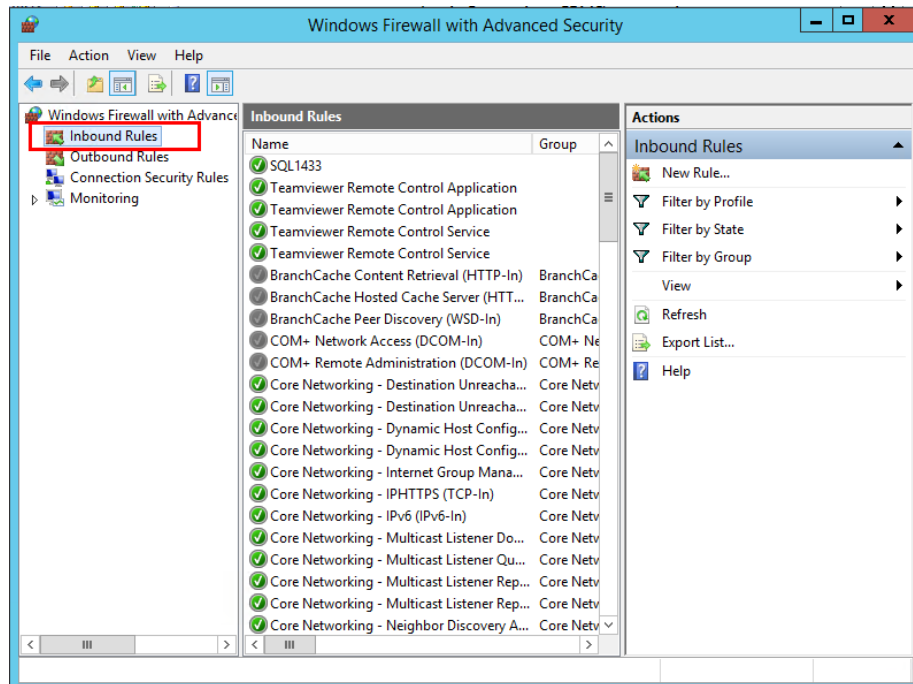 Windows Firewall with Advanced Security
File Action View Help
Windows Firewall with Advance
Inbound Rules
Outbound Rules
Connection Security Rules
Monitoring
Inbound Rules
Name Group
SQL1433
Teamviewer Remote Control Application
Teamviewer Remote Control Application
Teamviewer Remote Control Service
Teamviewer Remote Control Service
BranchCache Content Retrieval (HTTP-In) BranchCa
BranchCache Hosted Cache Server (HTT... BranchCa
BranchCache Peer Discovery (WSD-In) BranchCa
COM+ Network Access (DCOM-In) COM+ Ne
COM+ Remote Administration (DCOM-In) COM+ Re
Core Networking - Destination Unreacha... Core Netw
Core Networking - Destination Unreacha... Core Netw
Core Networking - Dynamic Host Config... Core Netw
Core Networking - Dynamic Host Config... Core Netw
Core Networking - Internet Group Mana... Core Netw
Core Networking - IPHTTPS (TCP-In) Core Netw
Core Networking - IPv6 (IPv6-In) Core Netw
Core Networking - Multicast Listener Do... Core Netw
Core Networking - Multicast Listener Qu... Core Netw
Core Networking - Multicast Listener Rep... Core Netw
Core Networking - Multicast Listener Rep... Core Netw
Core Networking - Neighbor Discovery A... Core Netw
Actions
Inbound Rules
New Rule...
Filter by Profile
Filter by State
Filter by Group
View
Refresh
Export List...
Help